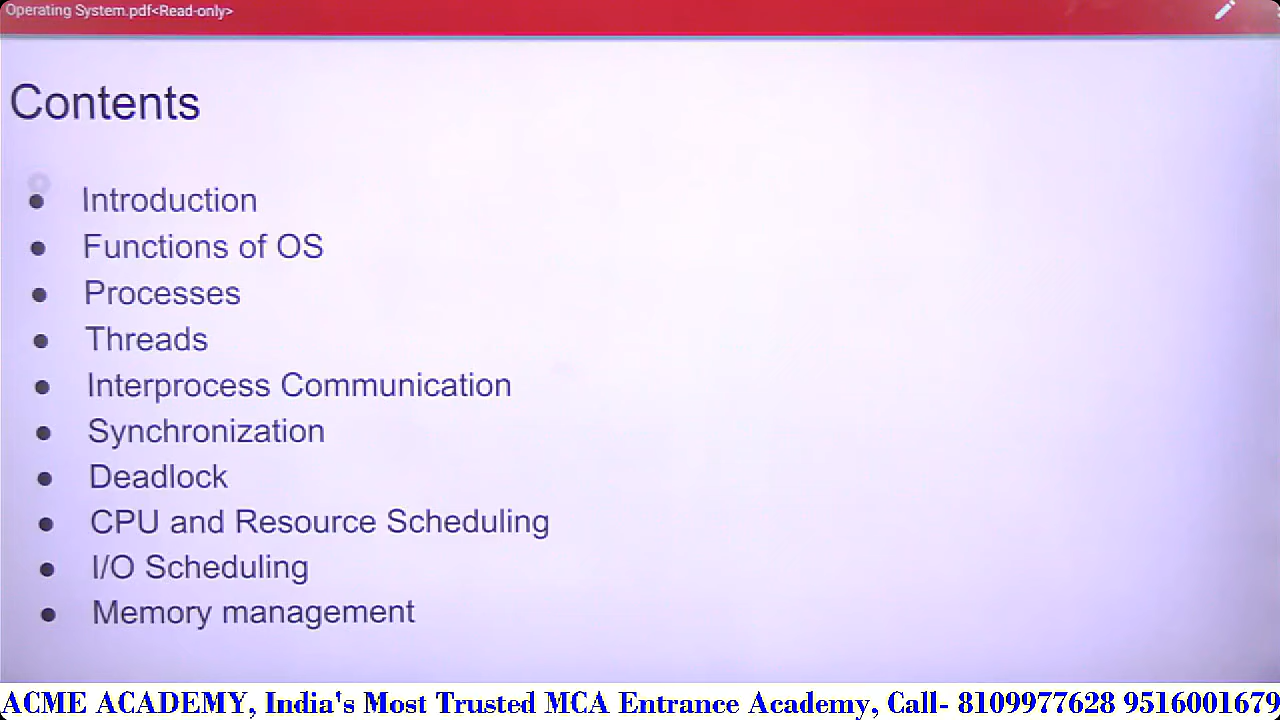 Operating System.pdf<Read-only>
Contents
● Introduction
● Functions of OS
● Processes
● Threads
● Interprocess Communication
● Synchronization
● Deadlock
● CPU and Resource Scheduling
● I/O Scheduling
● Memory management
ACME ACADEMY, India's Most Trusted MCA Entrance Academy, Call- 8109977628 9516001679